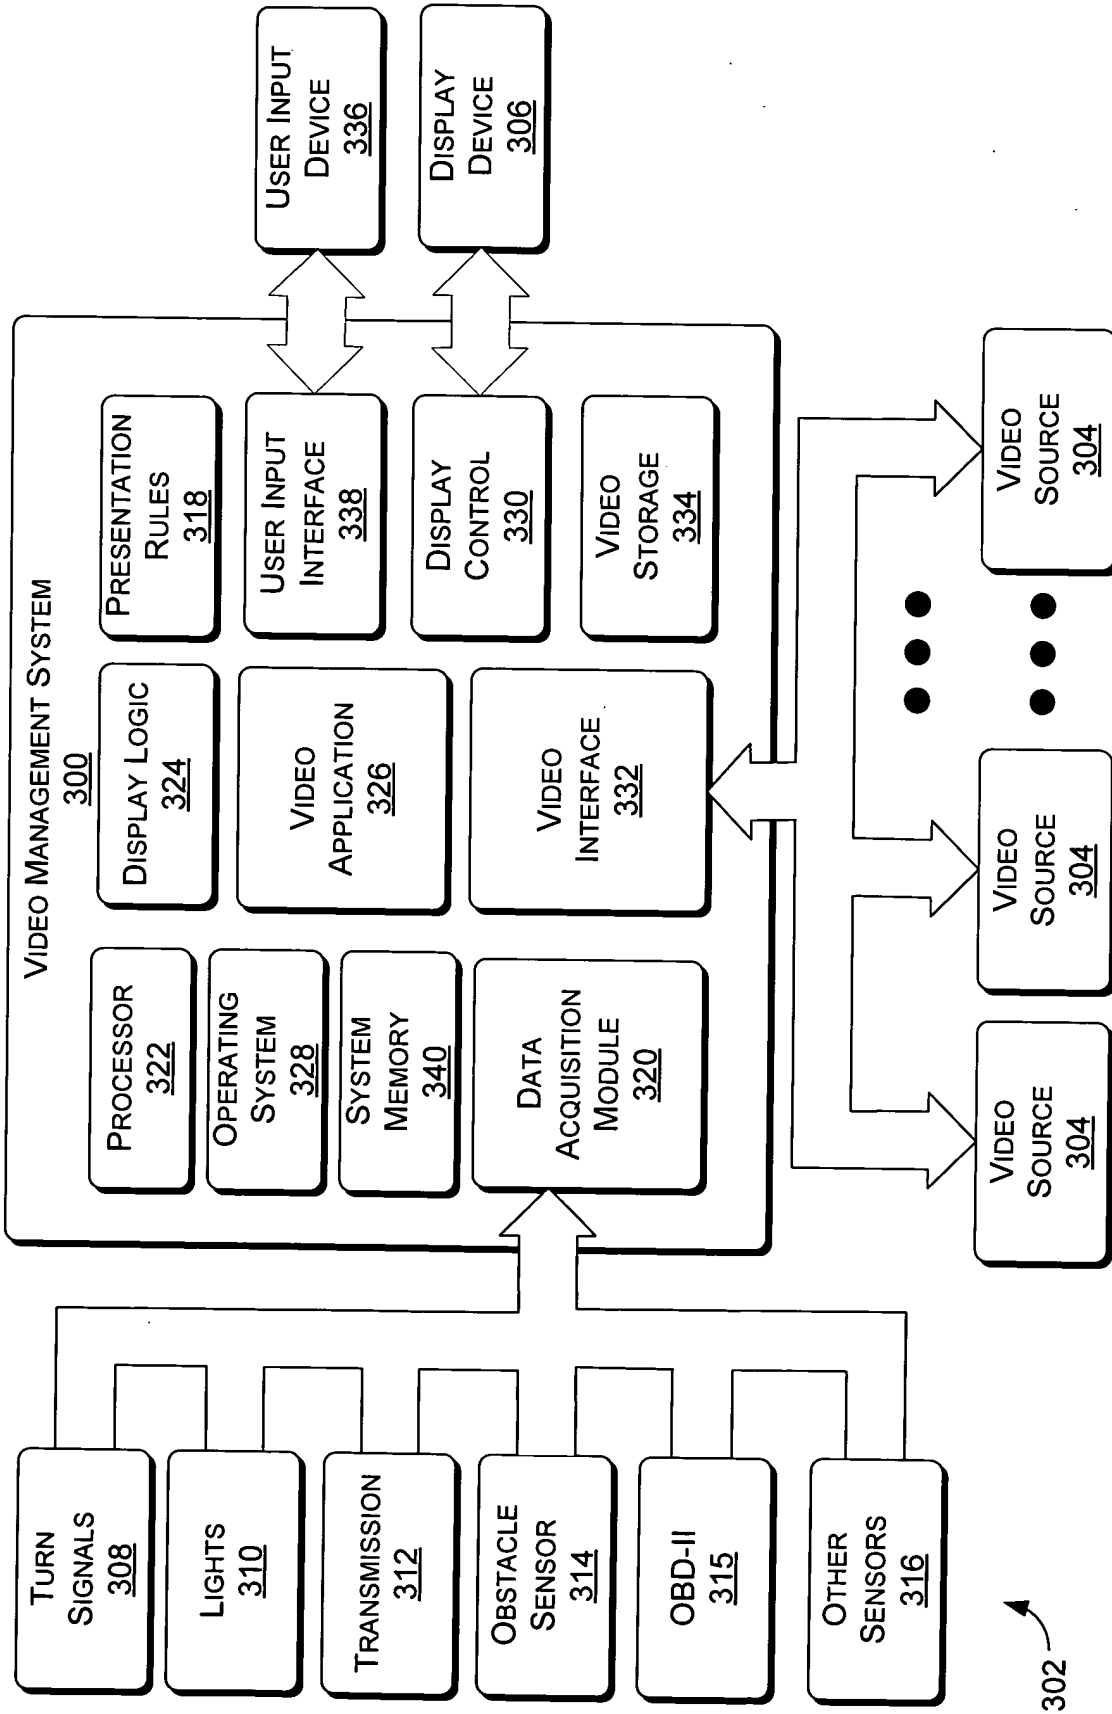 VIDEO MANAGEMENT SYSTEM
300
PROCESSOR
322
OPERATING
SYSTEM
328
SYSTEM
MEMORY
340
DATA
ACQUISITION
MODULE
320
DISPLAY LOGIC
324
VIDEO
APPLICATION
326
VIDEO
INTERFACE
332
PRESENTATION
RULES
318
USER INPUT
INTERFACE
338
DISPLAY
CONTROL
330
VIDEO
STORAGE
334
USER INPUT
DEVICE
336
DISPLAY
DEVICE
306
TURN
SIGNALS
308
LIGHTS
310
TRANSMISSION
312
OBSTACLE
SENSOR
314
OBD-II
315
OTHER
SENSORS
316
302
VIDEO
SOURCE
304
VIDEO
SOURCE
304
VIDEO
SOURCE
304